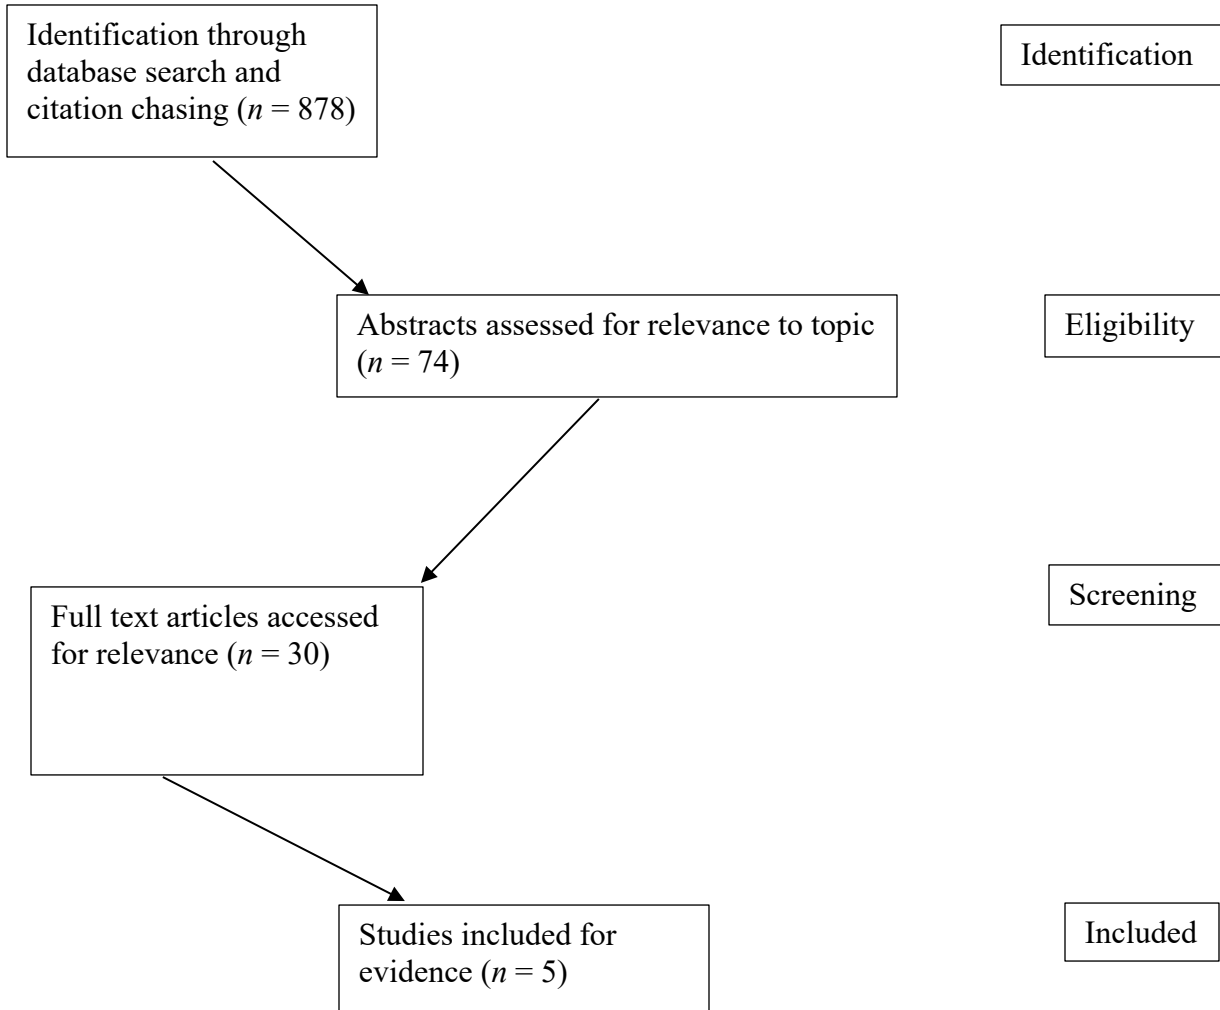 Identification through
database search and
citation chasing (n = 878)
Identification
Abstracts assessed for relevance to topic
(n = 74)
Eligibility
Full text articles accessed
for relevance (n = 30)
Screening
Studies included for
evidence (n = 5)
Included